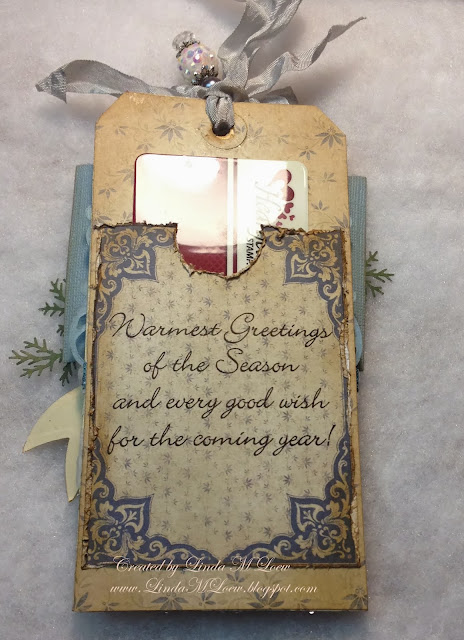 STAMP
Warmest Greetings
of the Season
and every good wish
for the coming year!
Created by Linda M Loew
www.LindaMLoew.blogspot.com